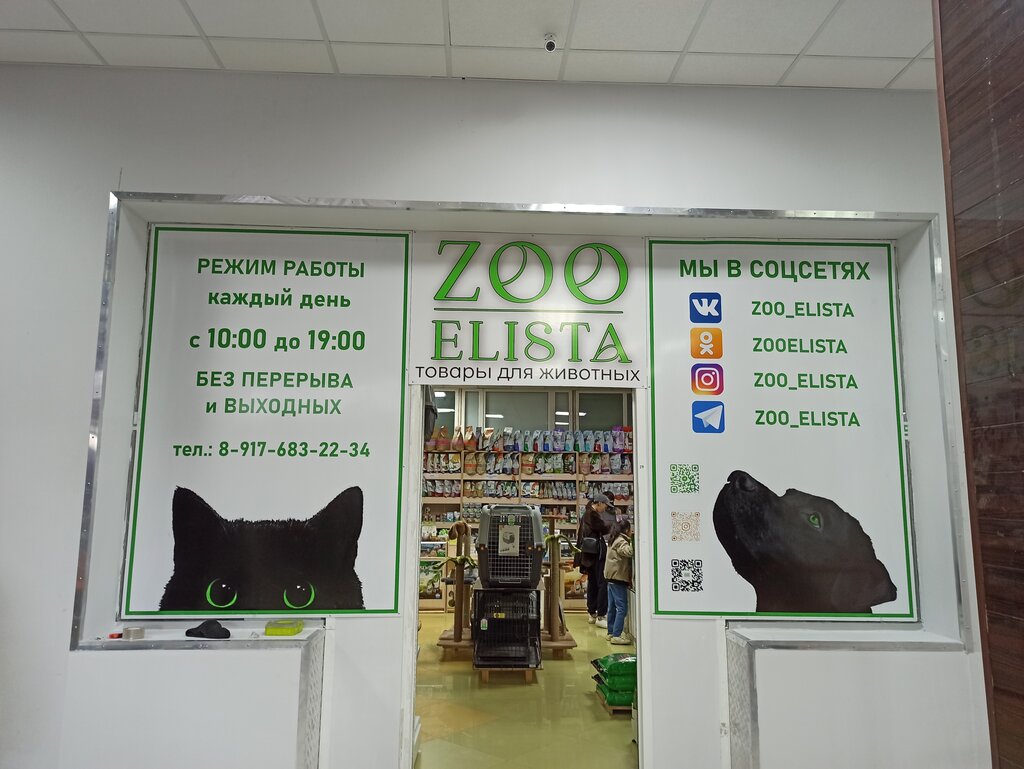 РЕЖИМ РАБОТЫ
каждый день
с 10:00 до 19:00
БЕЗ ПЕРЕРЫВА
и ВЫХОДНЫХ
тел.: 8-917-683-22-34
ZOO
ELISTA
товары для животных
МЫ В СОЦСЕТЯХ
ZOO_ELISTA
ZOOELISTA
ZOO_ELISTA
ZOO_ELISTA